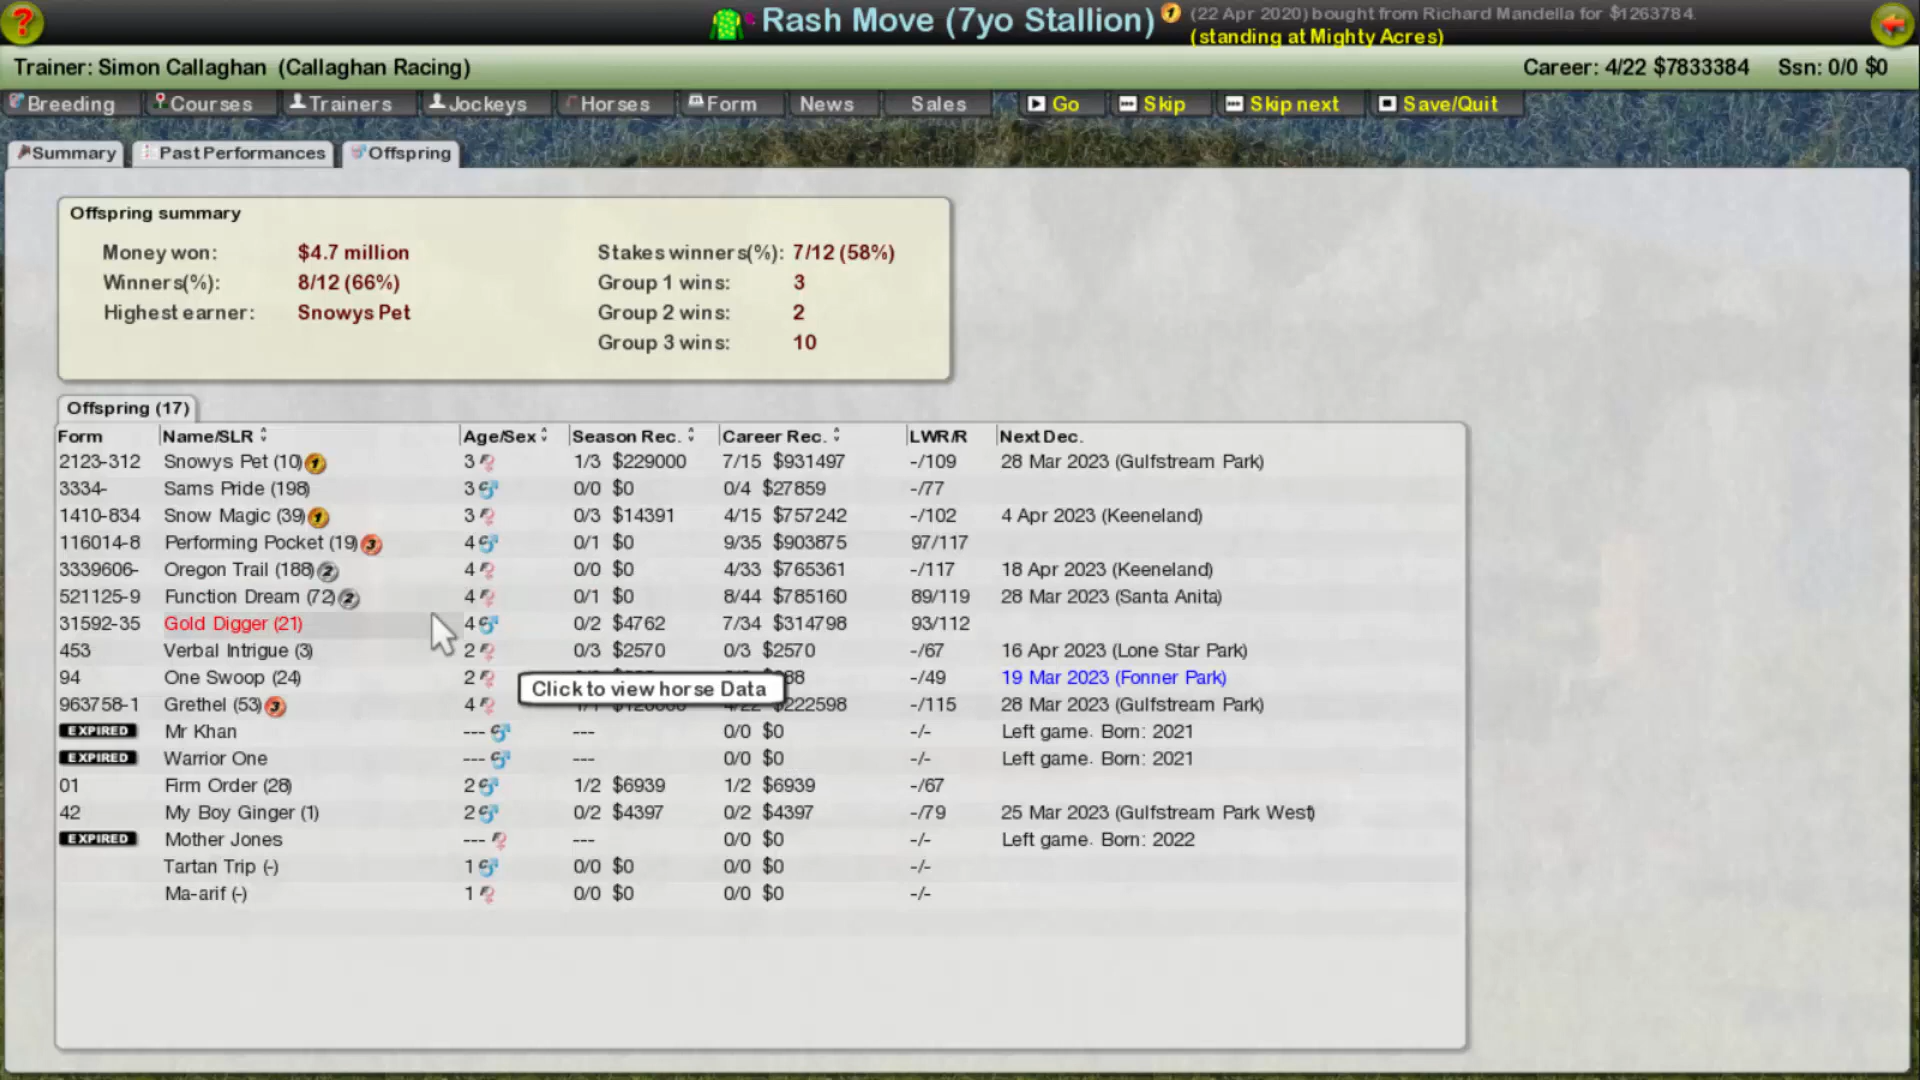 ? Rash Move (7yo Stallion) 1 (22 Apr 2020) bought from Richard Mandella for $1263784.
(standing at Mighty Acres)
Trainer: Simon Callaghan (Callaghan Racing) Career: 4/22 $7833384 Ssn: 0/0 $0
Breeding Courses Trainers Jockeys Horses Form News Sales Go Skip Skip next Save/Quit
Summary Past Performances Offspring
Offspring summary
Money won: $4.7 million Stakes winners(%): 7/12 (58%)
Winners(%): 8/12 (66%) Group 1 wins: 3
Highest earner: Snowys Pet Group 2 wins: 2
Group 3 wins: 10
Offspring (17)
Form Name/SLR Age/Sex Season Rec. Career Rec. LWR/R Next Dec.
2123-312 Snowys Pet (10) 1 3 1/3 $229000 7/15 $931497 -/109 28 Mar 2023 (Gulfstream Park)
3334- Sams Pride (198) 3 0/0 $0 0/4 $27859 -/77
1410-834 Snow Magic (39) 1 3 0/3 $14391 4/15 $757242 -/102 4 Apr 2023 (Keeneland)
116014-8 Performing Pocket (19) 3 4 0/1 $0 9/35 $903875 97/117
3339606- Oregon Trail (188) 2 4 0/0 $0 4/33 $765361 -/117 18 Apr 2023 (Keeneland)
521125-9 Function Dream (72) 2 4 0/1 $0 8/44 $785160 89/119 28 Mar 2023 (Santa Anita)
31592-35 Gold Digger (21) 4 0/2 $4762 7/34 $314798 93/112
453 Verbal Intrigue (3) 2 0/3 $2570 0/3 $2570 -/67 16 Apr 2023 (Lone Star Park)
94 One Swoop (24) 2 88 -/49 19 Mar 2023 (Fonner Park)
Click to view horse Data
963758-1 Grethel (53) 3 4 $222598 -/115 28 Mar 2023 (Gulfstream Park)
EXPIRED Mr Khan --- --- 0/0 $0 -/- Left game. Born: 2021
EXPIRED Warrior One --- --- 0/0 $0 -/- Left game. Born: 2021
01 Firm Order (28) 2 1/2 $6939 1/2 $6939 -/67
42 My Boy Ginger (1) 2 0/2 $4397 0/2 $4397 -/79 25 Mar 2023 (Gulfstream Park West)
EXPIRED Mother Jones --- --- 0/0 $0 -/- Left game. Born: 2022
Tartan Trip (-) 1 0/0 $0 0/0 $0 -/-
Ma-arif (-) 1 0/0 $0 0/0 $0 -/-